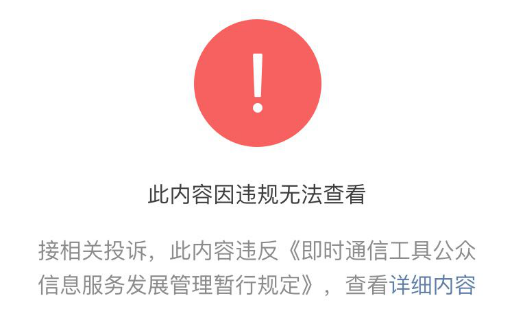 此内容因违规无法查看
接相关投诉，此内容违反《即时通信工具公众
信息服务发展管理暂行规定》，查看详细内容